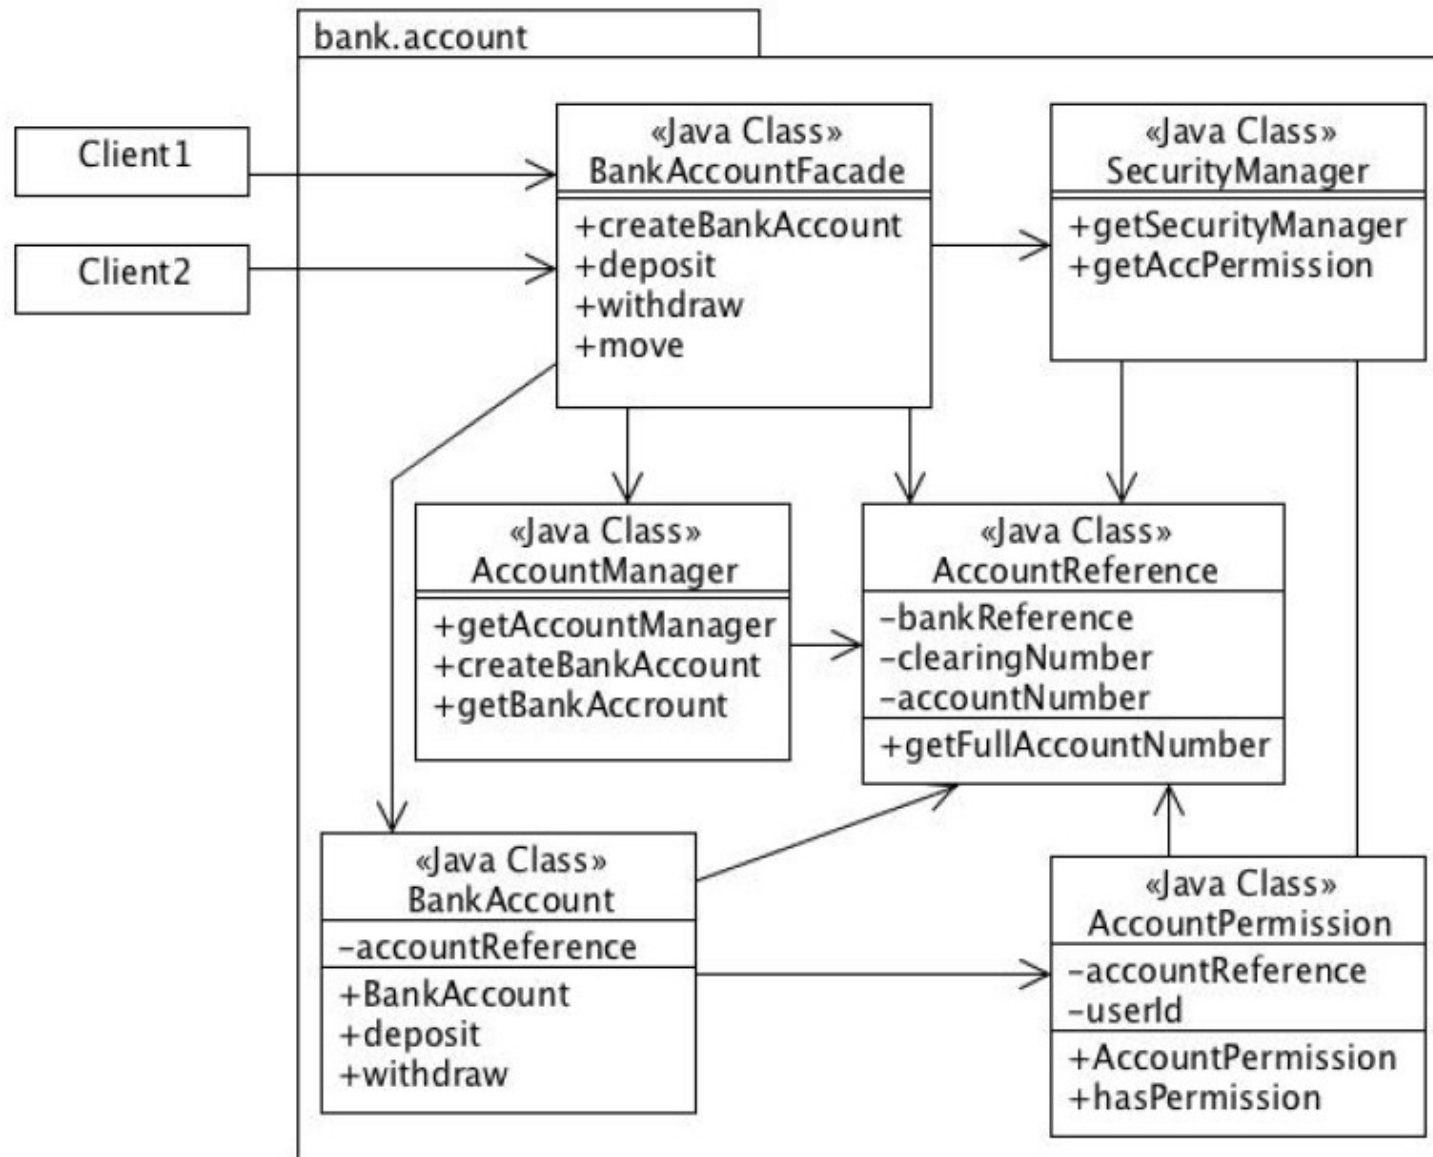 bank.account
Client1
Client2
«Java Class»
BankAccountFacade
+createBankAccount
+deposit
+withdraw
+move
«Java Class»
SecurityManager
+getSecurityManager
+getAccPermission
«Java Class»
AccountManager
+getAccountManager
+createBankAccount
+getBankAccrount
«Java Class»
AccountReference
-bankReference
-clearingNumber
-accountNumber
+getFullAccountNumber
«Java Class»
BankAccount
-accountReference
+BankAccount
+deposit
+withdraw
«Java Class»
AccountPermission
-accountReference
-userId
+AccountPermission
+hasPermission